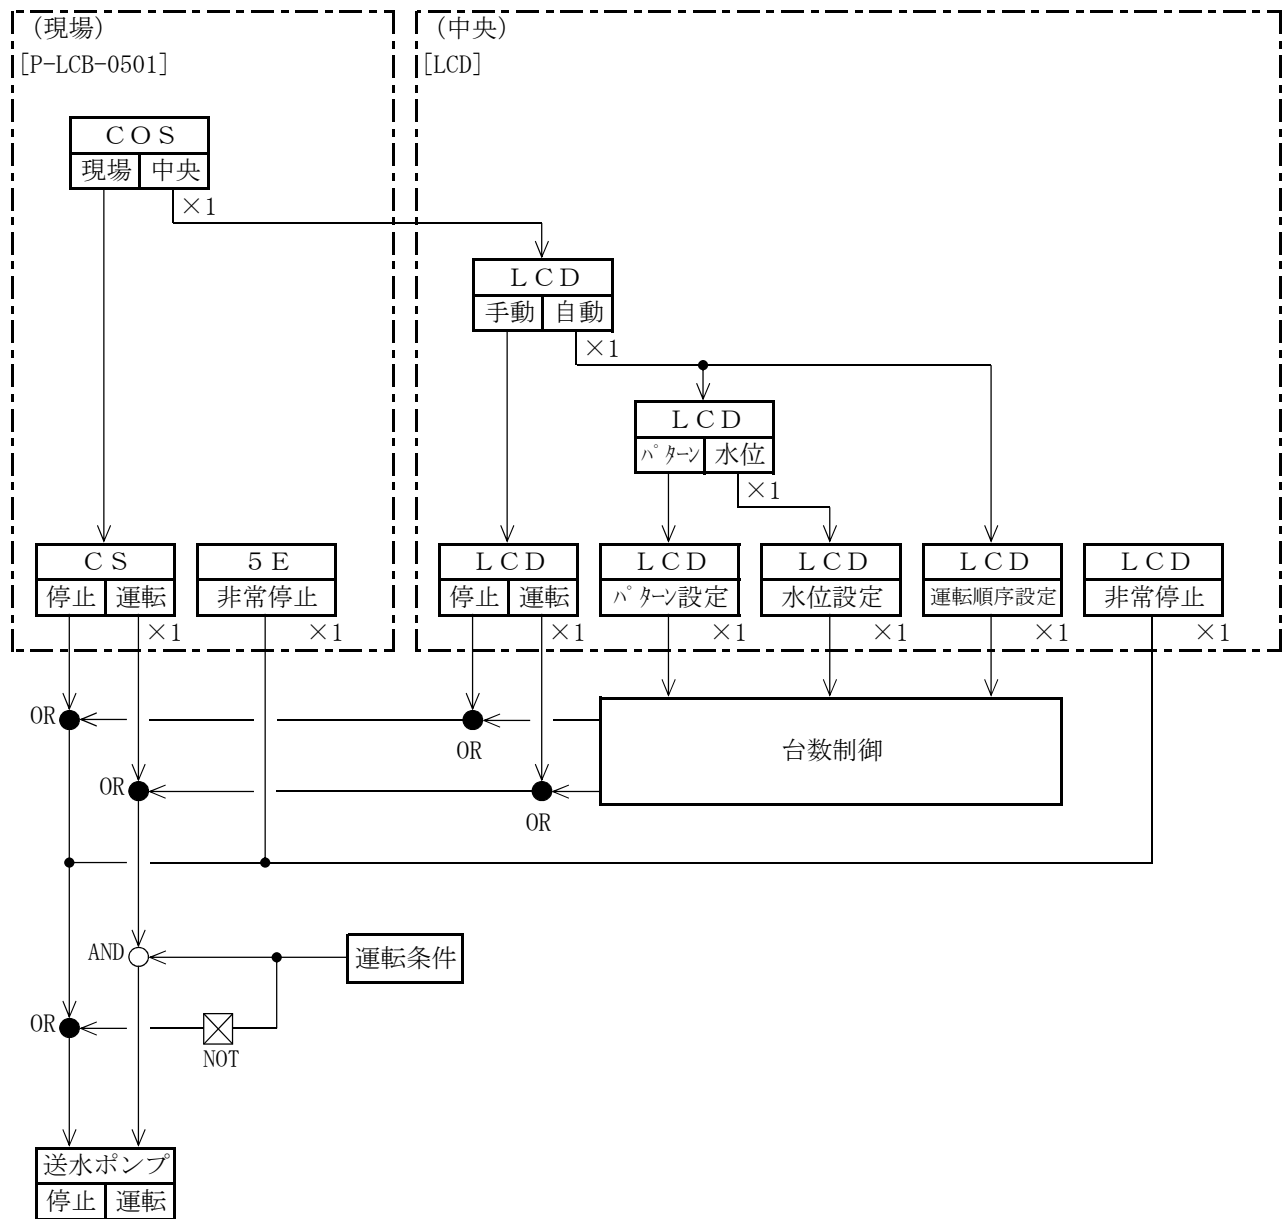 (現場)
[P-LCB-0501]
(中央)
[LCD]
COS
現場 中央
×1
LCD
手動 自動
×1
LCD
パターン 水位
×1
CS
停止 運転
×1
5E
非常停止
×1
LCD
停止 運転
×1
LCD
パターン設定
×1
LCD
水位設定
×1
LCD
運転順序設定
×1
LCD
非常停止
×1
OR
OR
台数制御
OR
OR
AND
運転条件
OR
NOT
送水ポンプ
停止 運転